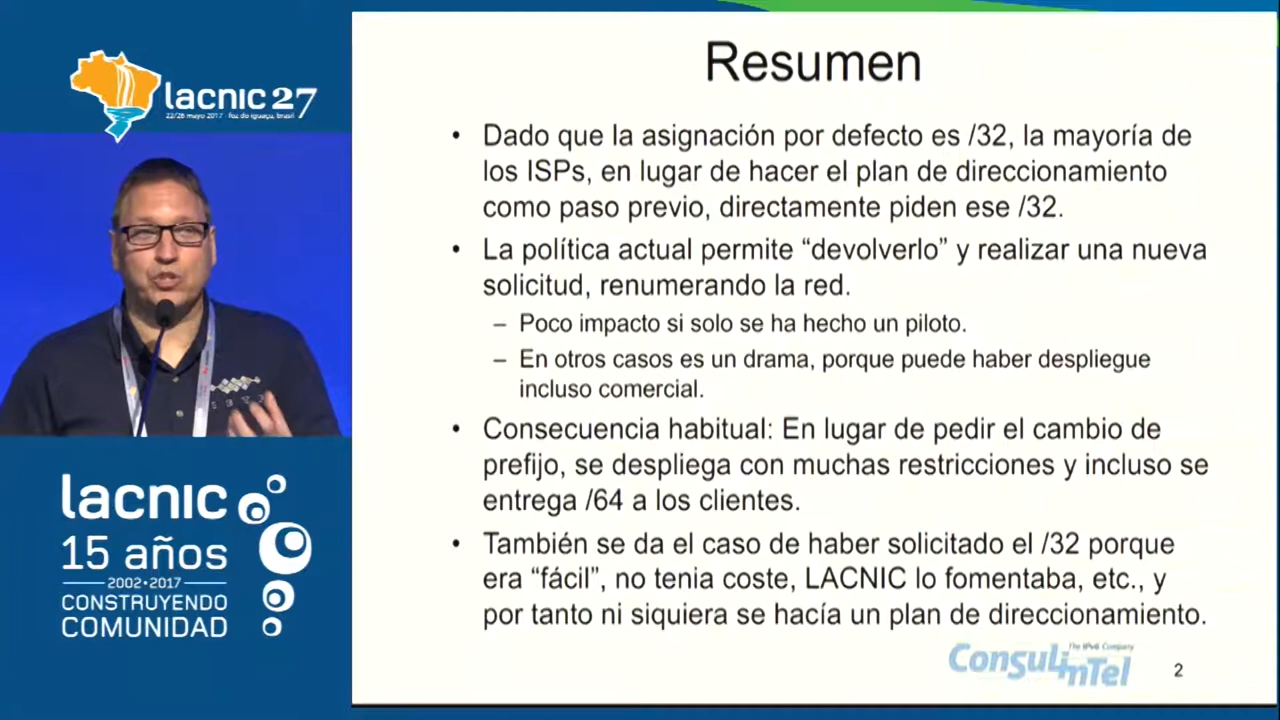 lacnic 27
22/26 mayo 2017 - foz do iguaçu, brasil
lacnic
15 años
2002•2017
CONSTRUYENDO
COMUNIDAD
Resumen
• Dado que la asignación por defecto es /32, la mayoría de
los ISPs, en lugar de hacer el plan de direccionamiento
como paso previo, directamente piden ese /32.
• La política actual permite “devolverlo” y realizar una nueva
solicitud, renumerando la red.
– Poco impacto si solo se ha hecho un piloto.
– En otros casos es un drama, porque puede haber despliegue
incluso comercial.
• Consecuencia habitual: En lugar de pedir el cambio de
prefijo, se despliega con muchas restricciones y incluso se
entrega /64 a los clientes.
• También se da el caso de haber solicitado el /32 porque
era “fácil”, no tenia coste, LACNIC lo fomentaba, etc., y
por tanto ni siquiera se hacía un plan de direccionamiento.
The IPv6 Company
ConsulinTel
2